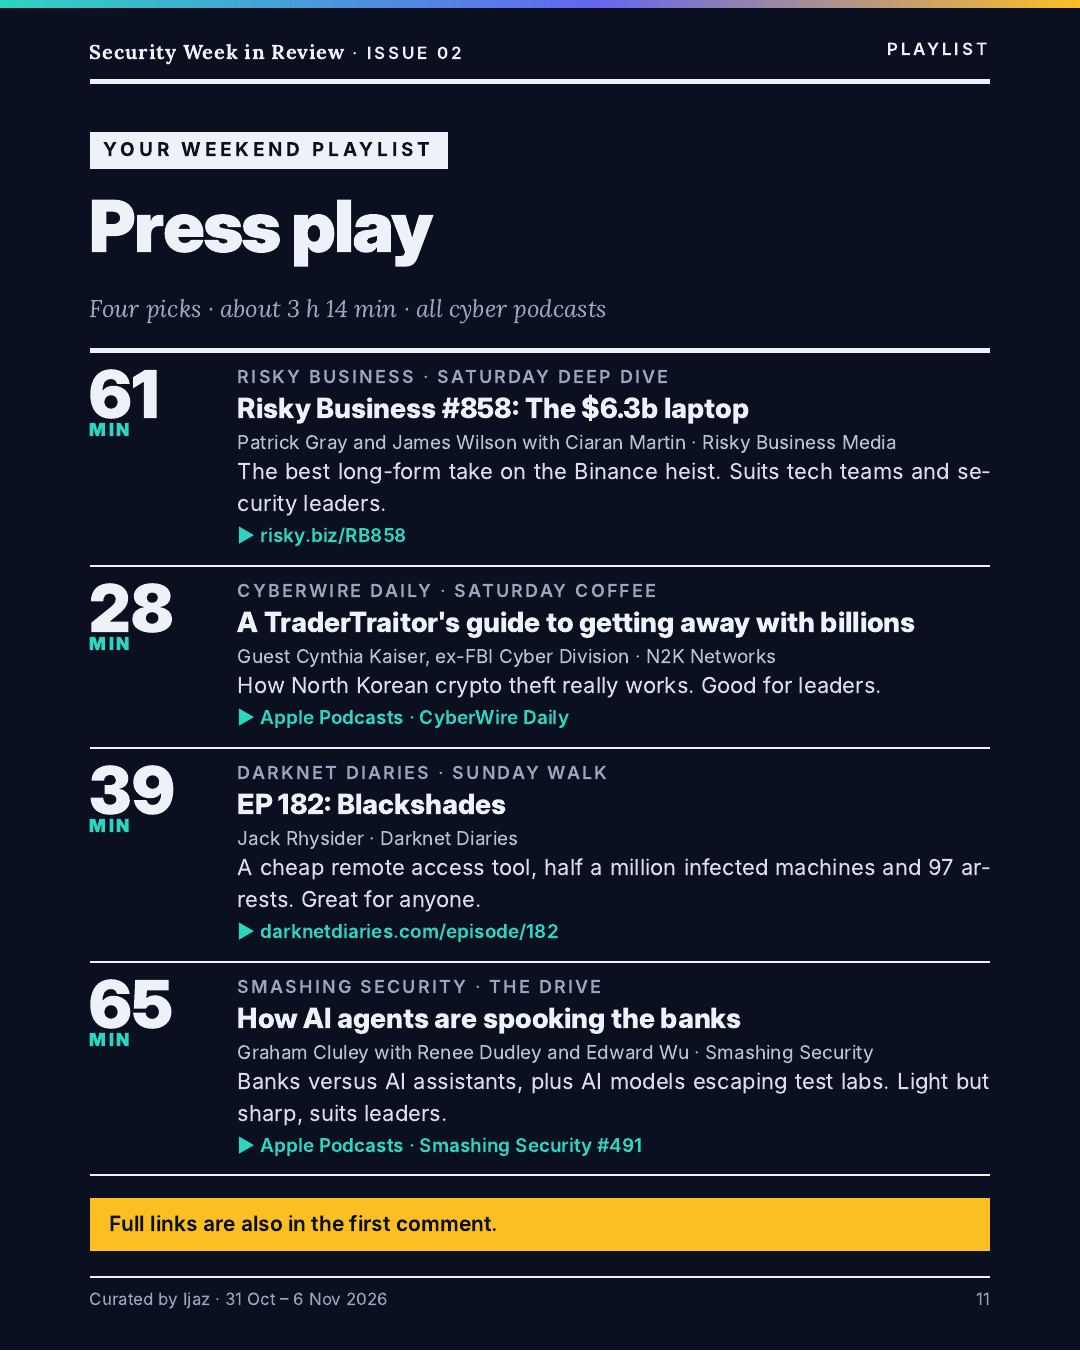 Security Week in Review · ISSUE 02
PLAYLIST
YOUR WEEKEND PLAYLIST
Press play
Four picks · about 3 h 14 min · all cyber podcasts
61
MIN
RISKY BUSINESS · SATURDAY DEEP DIVE
Risky Business #858: The $6.3b laptop
Patrick Gray and James Wilson with Ciaran Martin · Risky Business Media
The best long-form take on the Binance heist. Suits tech teams and se-
curity leaders.
▶ risky.biz/RB858
28
MIN
CYBERWIRE DAILY · SATURDAY COFFEE
A TraderTraitor's guide to getting away with billions
Guest Cynthia Kaiser, ex-FBI Cyber Division · N2K Networks
How North Korean crypto theft really works. Good for leaders.
▶ Apple Podcasts · CyberWire Daily
39
MIN
DARKNET DIARIES · SUNDAY WALK
EP 182: Blackshades
Jack Rhysider · Darknet Diaries
A cheap remote access tool, half a million infected machines and 97 ar-
rests. Great for anyone.
▶ darknetdiaries.com/episode/182
65
MIN
SMASHING SECURITY · THE DRIVE
How AI agents are spooking the banks
Graham Cluley with Renee Dudley and Edward Wu · Smashing Security
Banks versus AI assistants, plus AI models escaping test labs. Light but
sharp, suits leaders.
▶ Apple Podcasts · Smashing Security #491
Full links are also in the first comment.
Curated by Ijaz · 31 Oct – 6 Nov 2026
11